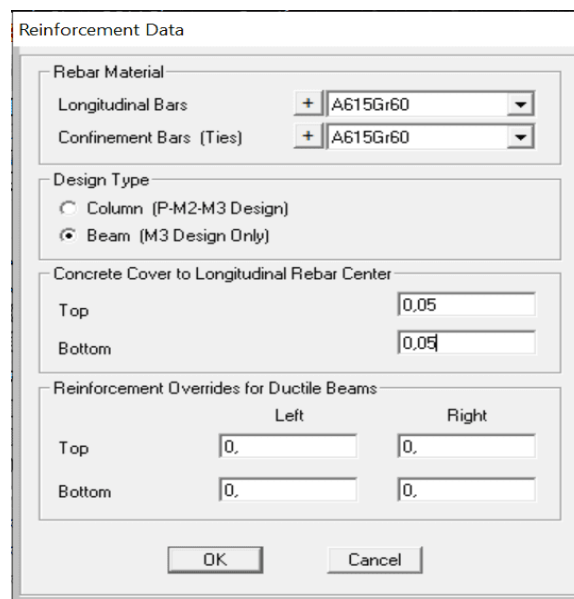 Reinforcement Data
Rebar Material
Longitudinal Bars + A615Gr60
Confinement Bars (Ties) + A615Gr60
Design Type
Column (P-M2-M3 Design)
Beam (M3 Design Only)
Concrete Cover to Longitudinal Rebar Center
Top 0,05
Bottom 0,05
Reinforcement Overrides for Ductile Beams
Left Right
Top 0, 0,
Bottom 0, 0,
OK Cancel